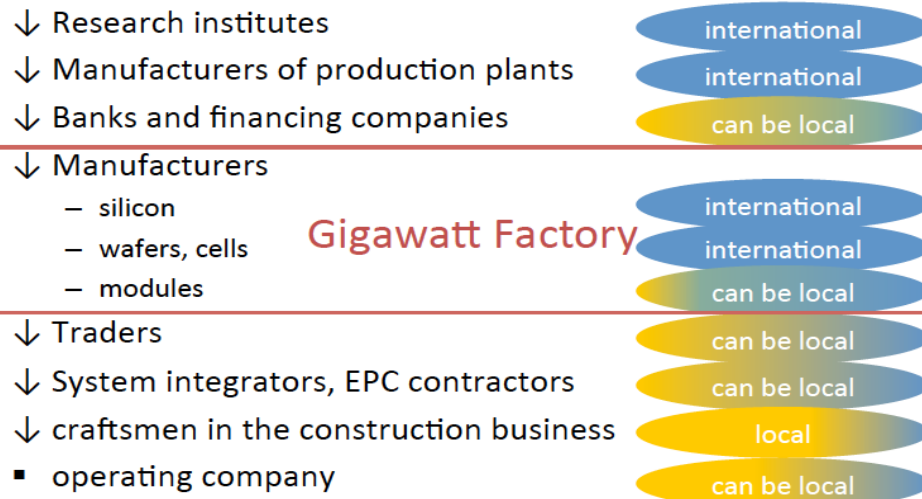 ↓ Research institutes international
↓ Manufacturers of production plants international
↓ Banks and financing companies can be local
↓ Manufacturers
– silicon international
– wafers, cells Gigawatt Factory international
– modules can be local
↓ Traders can be local
↓ System integrators, EPC contractors can be local
↓ craftsmen in the construction business local
▪ operating company can be local